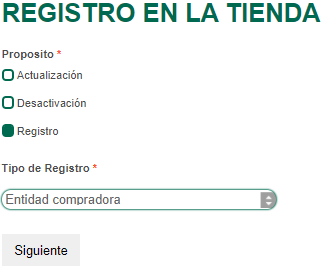 REGISTRO EN LA TIENDA
Proposito *
Actualización
Desactivación
Registro
Tipo de Registro *
Entidad compradora
Siguiente